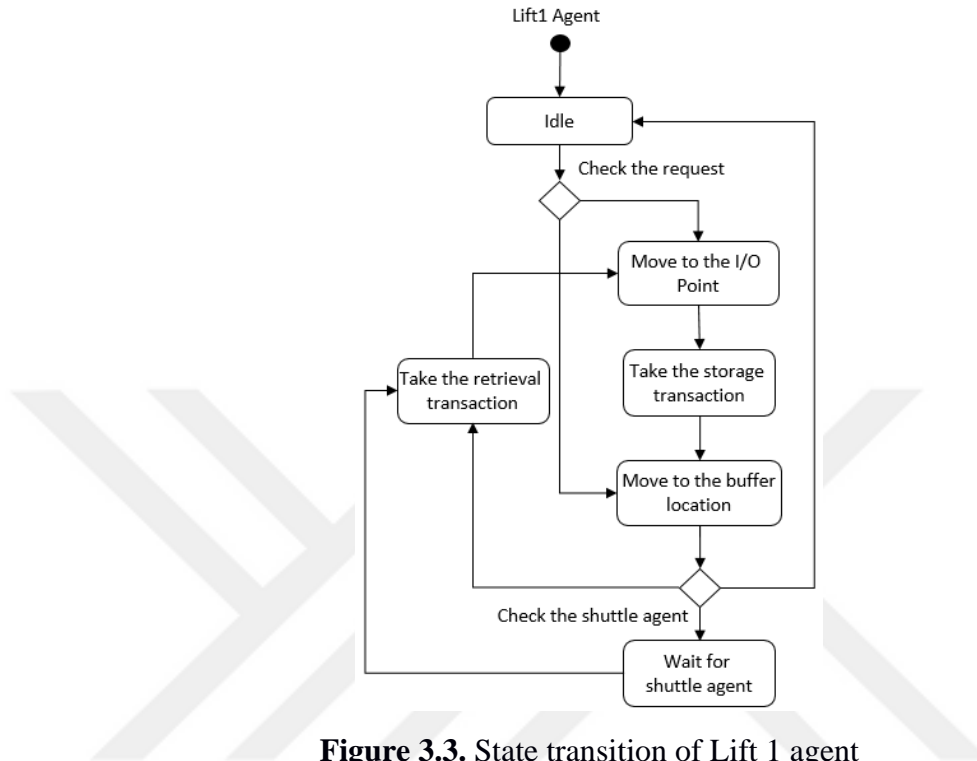 Lift1 Agent
Idle
Check the request
Move to the I/O
Point
Take the retrieval
transaction
Take the storage
transaction
Move to the buffer
location
Check the shuttle agent
Wait for
shuttle agent
Figure 3.3. State transition of Lift 1 agent